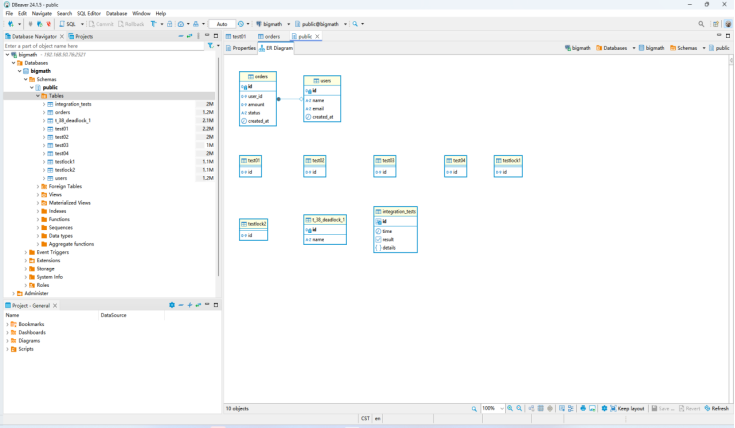 DBeaver 24.1.5 - public
File Edit Navigate Search SQL Editor Database Window Help
SQL Commit Rollback Auto bigmath public@bigmath
Database Navigator Projects
test01 orders public
Enter a part of object name here
Properties ER Diagram
bigmath Databases bigmath Schemas public
bigmath
Databases
bigmath
Schemas
public
Tables
integration_tests 2M
orders 1.2M
t_38_deadlock_1 2.1M
test01 2.2M
test02 2M
test03 1M
test04 2M
testlock1 1.1M
testlock2 1.1M
users 1.2M
Foreign Tables
Views
Materialized Views
Indexes
Functions
Sequences
Data types
Aggregate functions
Event Triggers
Extensions
Storage
System Info
Roles
Administer
Project - General
Name DataSource
Bookmarks
Dashboards
Diagrams
Scripts
orders
id
user_id
amount
status
created_at
users
id
name
email
created_at
test01
id
test02
id
test03
id
test04
id
testlock1
id
testlock2
id
t_38_deadlock_1
id
name
integration_tests
id
time
result
details
10 objects
100%
Keep layout Save ... Revert Refresh
CST en